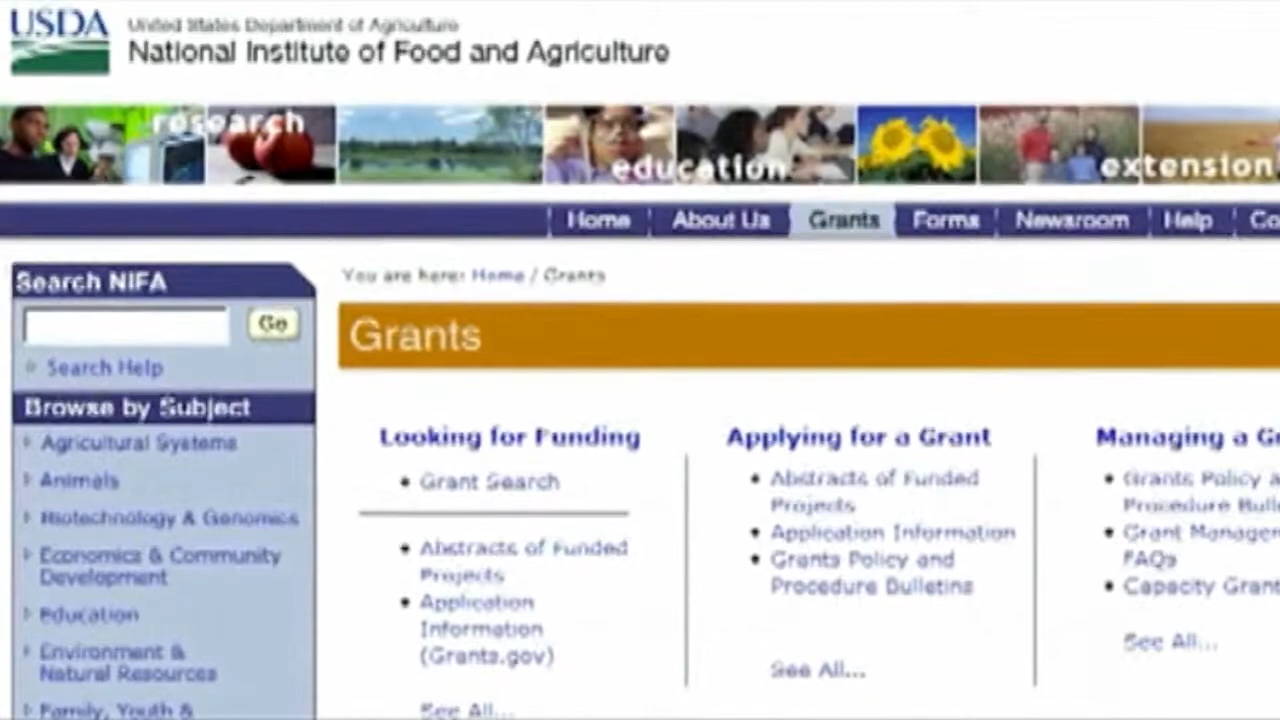 USDA
United States Department of Agriculture
National Institute of Food and Agriculture
research
education
extension
Home
About Us
Grants
Forms
Newsroom
Help
Search NIFA
Go
Search Help
Browse by Subject
Agricultural Systems
Animals
Biotechnology & Genomics
Economics & Community
Development
Education
Environment &
Natural Resources
Family, Youth &
You are here: Home / Grants
Grants
Looking for Funding
Grant Search
Abstracts of Funded
Projects
Application
Information
(Grants.gov)
See All...
Applying for a Grant
Abstracts of Funded
Projects
Application Information
Grants Policy and
Procedure Bulletins
See All...
Managing a
Grants Policy
Procedure
Grant
FAQs
Capacity
See All...